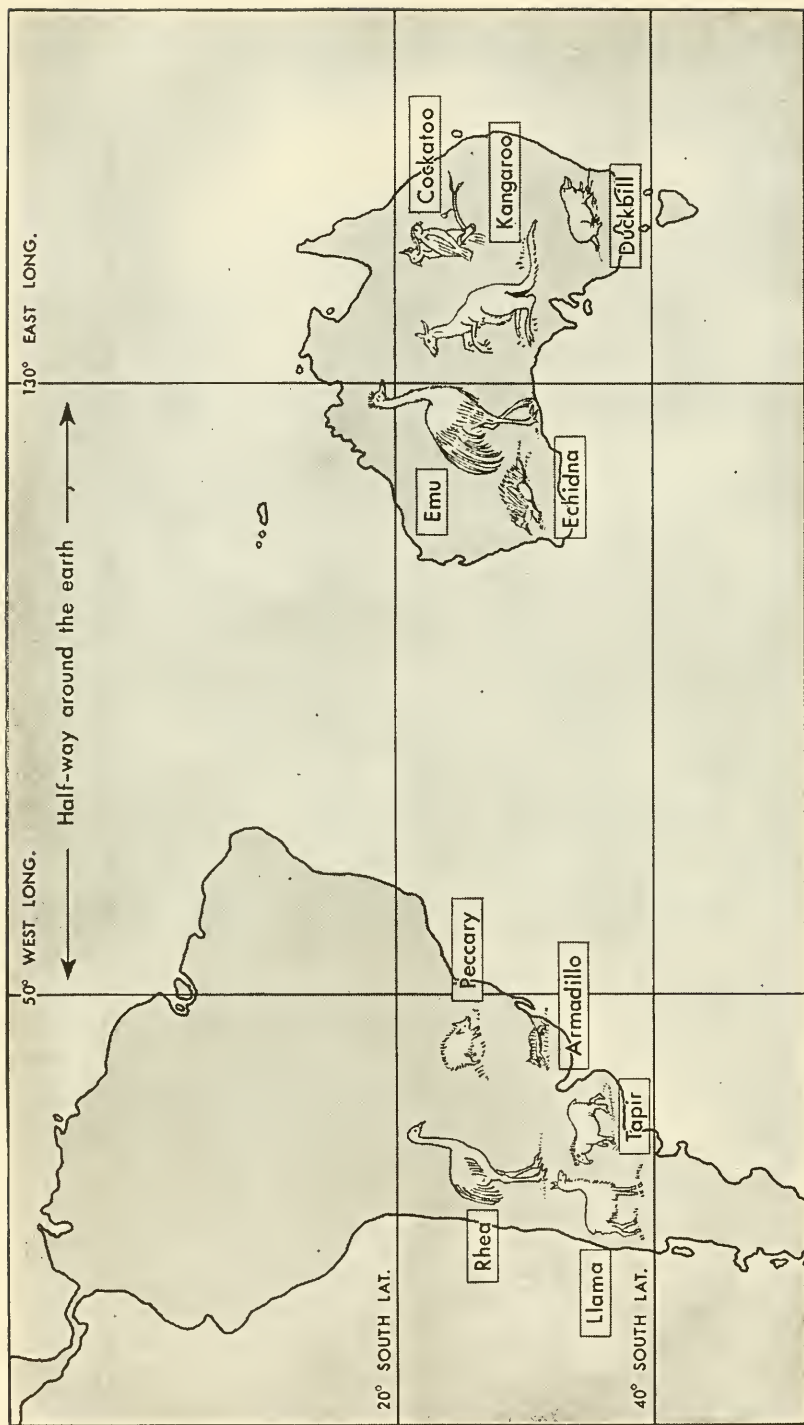 50° WEST LONG.
130° EAST LONG.
Half-way around the earth
20° SOUTH LAT.
40° SOUTH LAT.
Rhea
Peccary
Llama
Tapir
Armadillo
Emu
Echidna
Cockatoo
Kangaroo
Duckbill